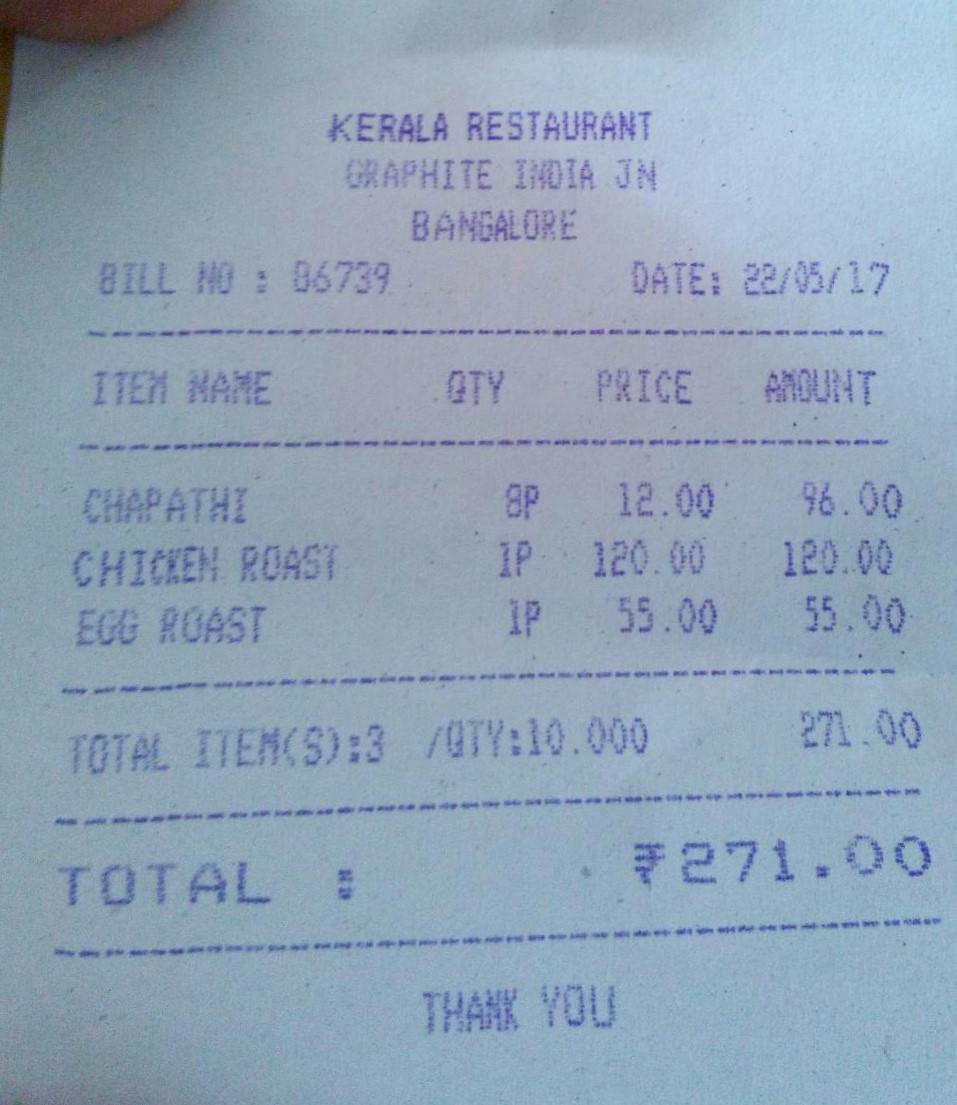 KERALA RESTAURANT
GRAPHITE INDIA JN
BANGALORE
BILL NO : 06739 DATE: 22/05/17
ITEM NAME QTY PRICE AMOUNT
CHAPATHI 8P 12.00 96.00
CHICKEN ROAST 1P 120.00 120.00
EGG ROAST 1P 55.00 55.00
TOTAL ITEM(S):3 /QTY:10.000 271.00
TOTAL : ₹271.00
THANK YOU